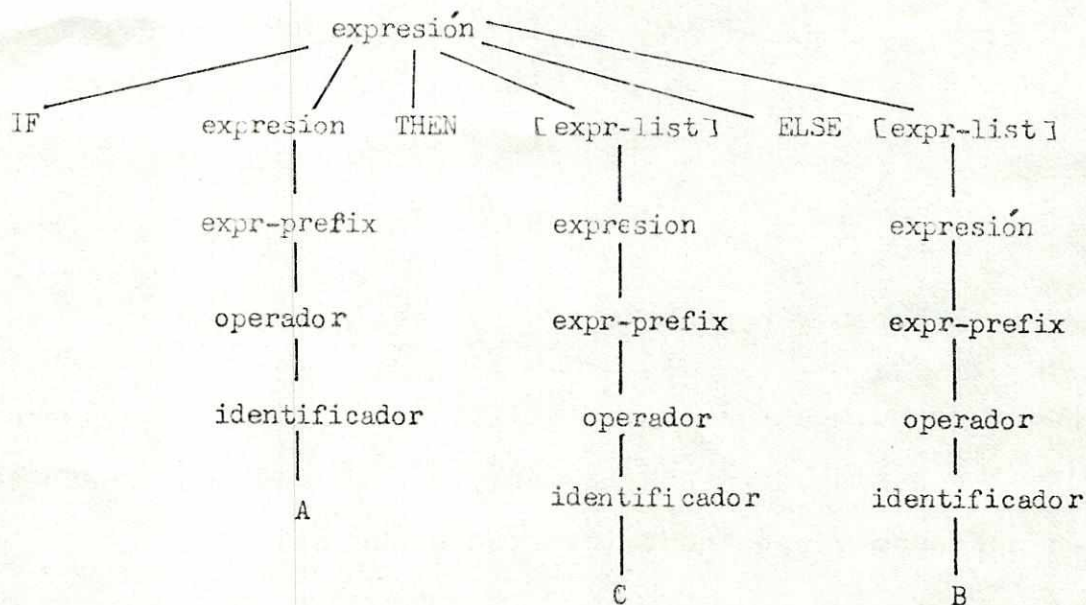 expresión
IF expresion THEN [expr-list] ELSE [expr-list]
expr-prefix expresion expresión
operador expr-prefix expr-prefix
identificador operador operador
A identificador identificador
C B